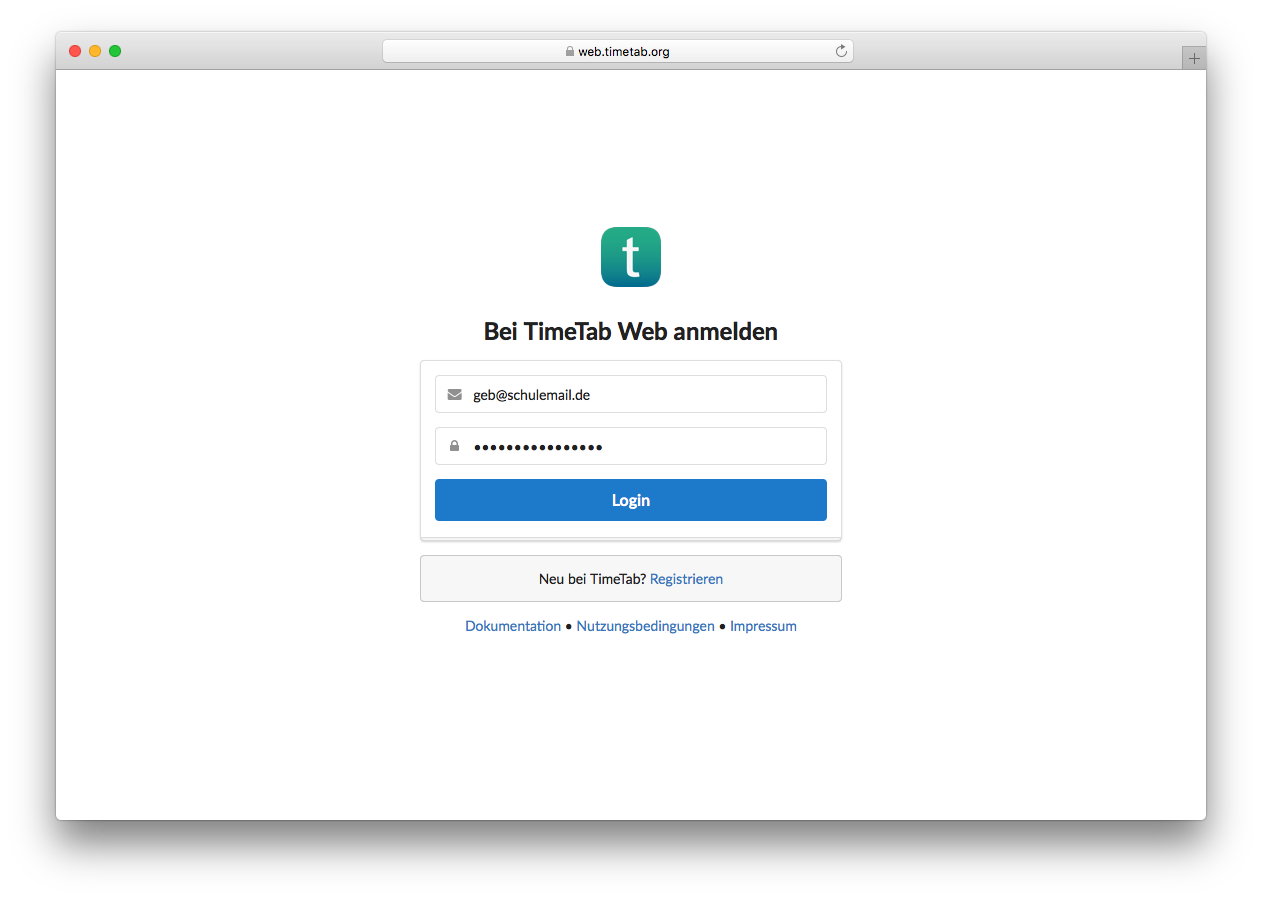 web.timetab.org
t
Bei TimeTab Web anmelden
geb@schulemail.de
••••••••••••••••
Login
Neu bei TimeTab? Registrieren
Dokumentation • Nutzungsbedingungen • Impressum